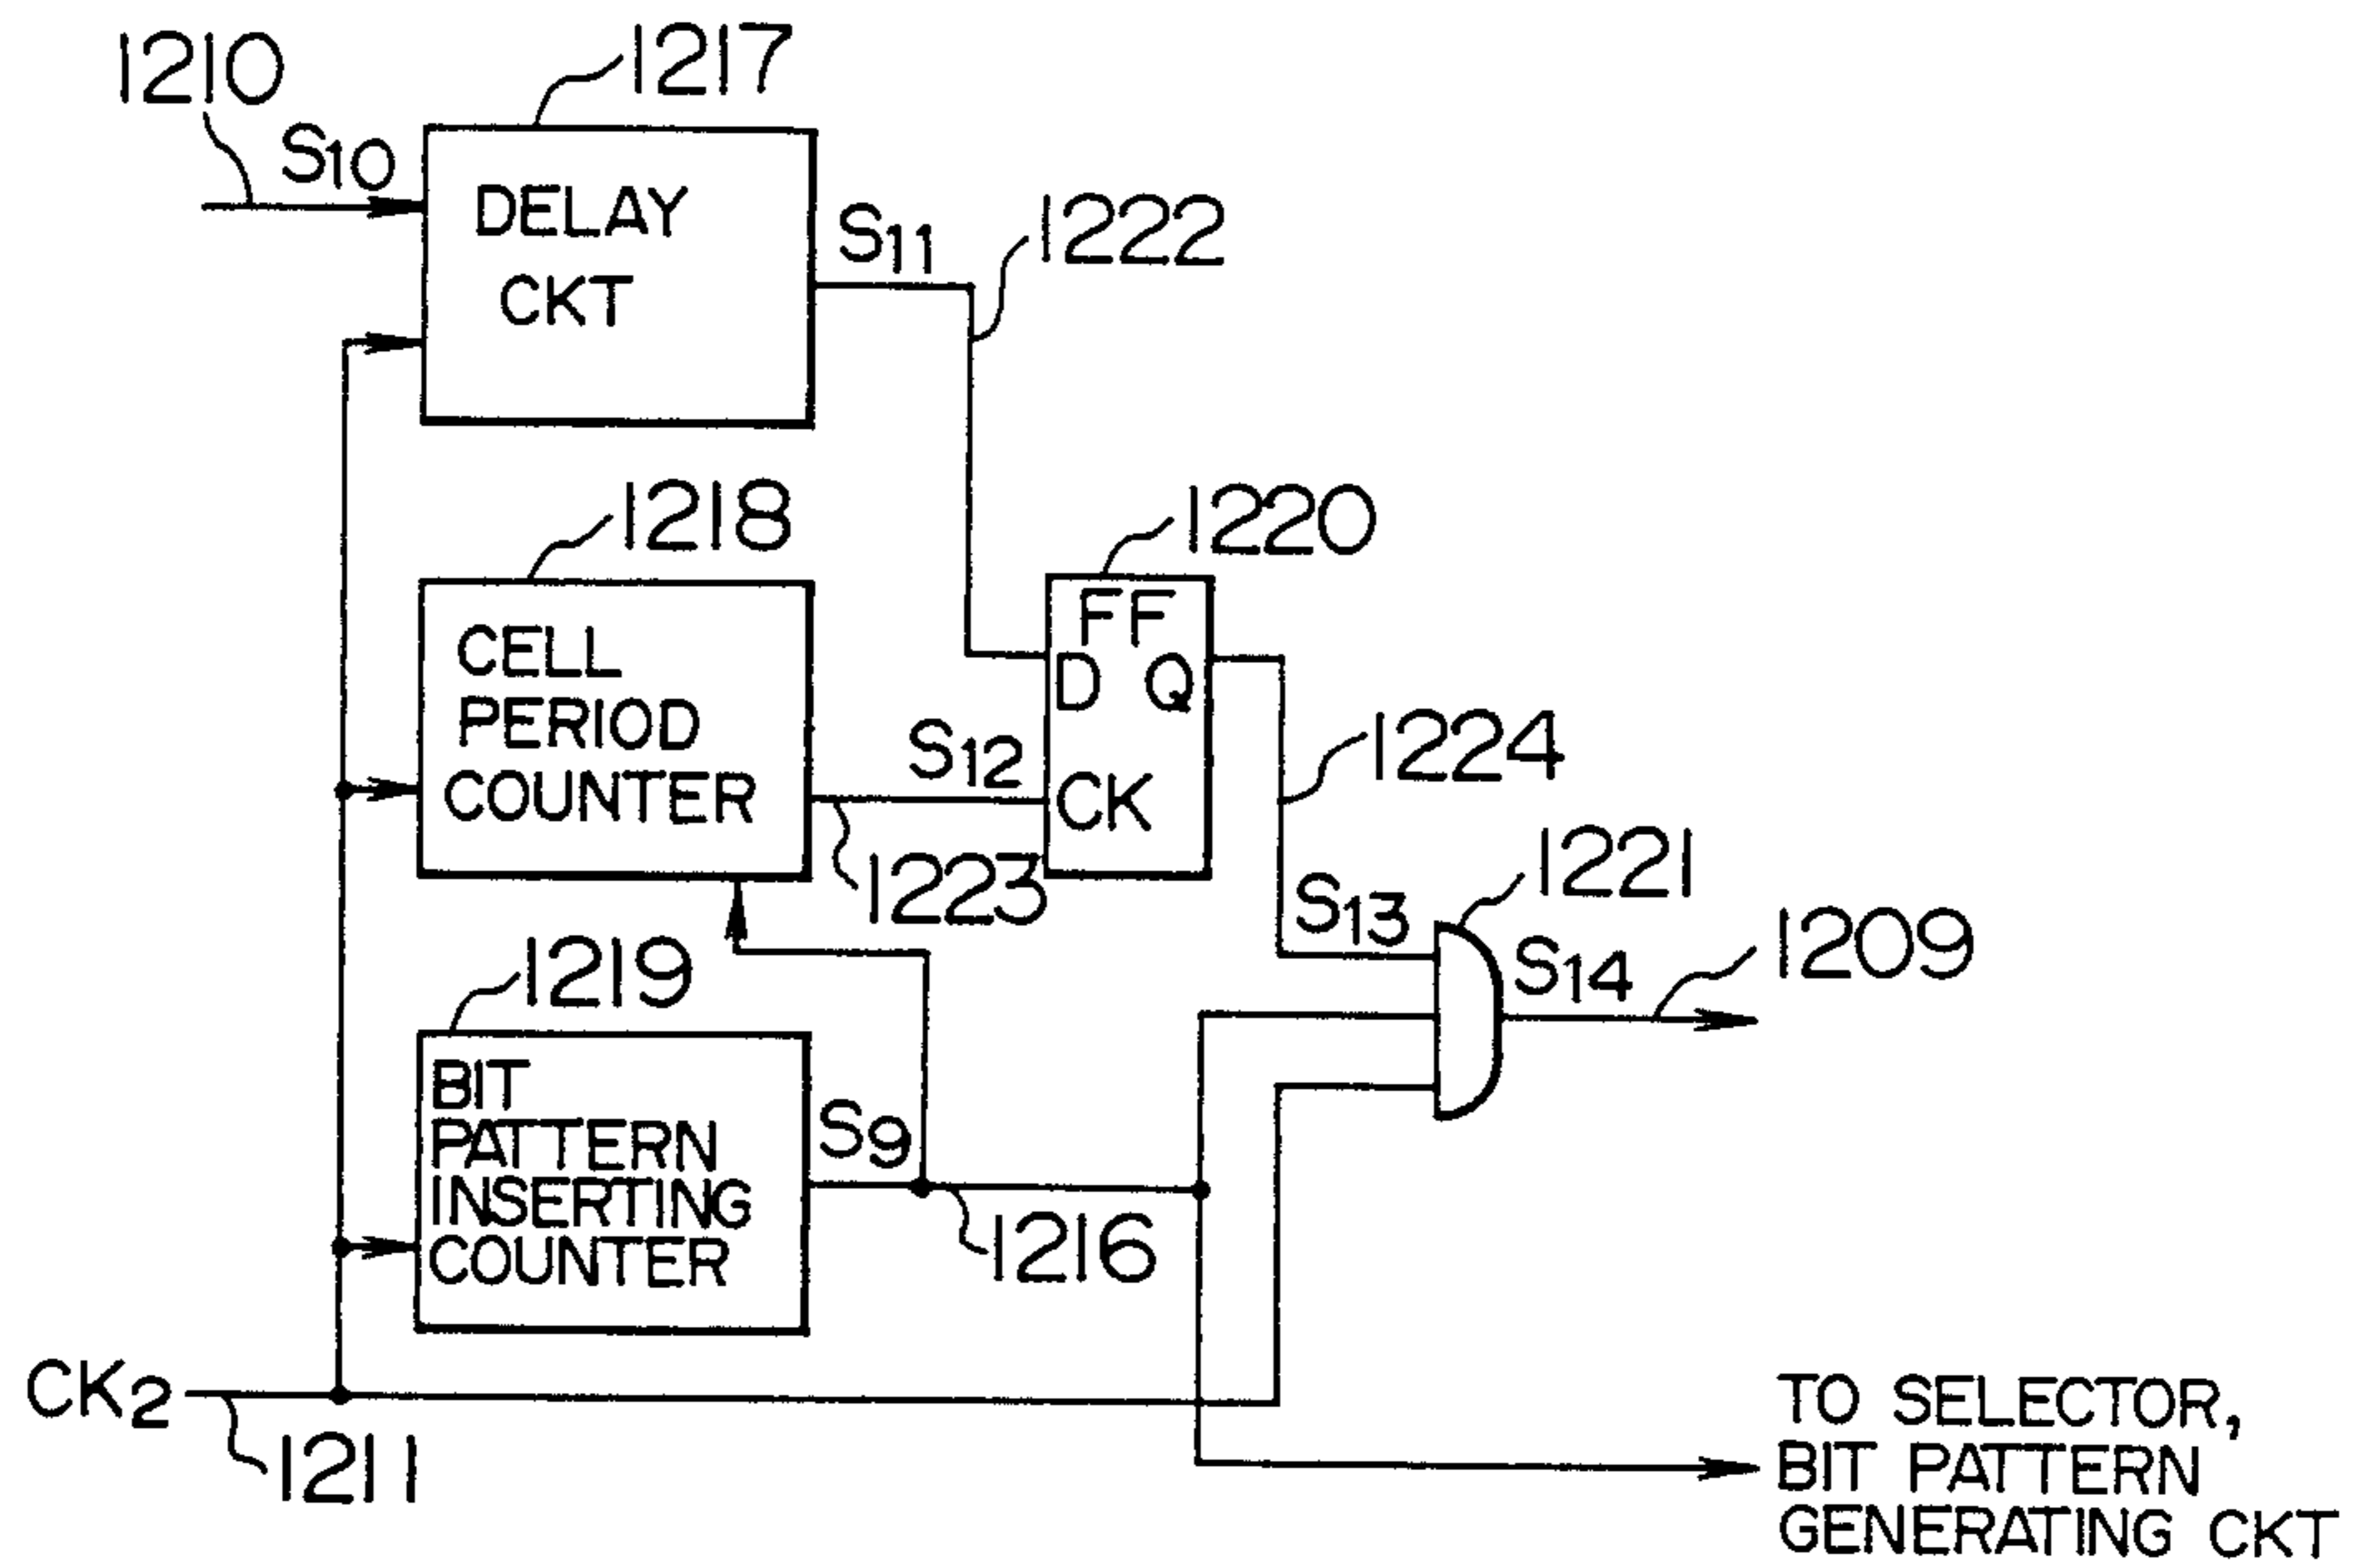 1210
1217
S10
DELAY
CKT
S11
1222
1218
CELL
PERIOD
COUNTER
1220
FF
D Q
CK
S12
1223
1224
1221
S13
S14
1209
1219
BIT
PATTERN
INSERTING
COUNTER
S9
1216
CK2
1211
TO SELECTOR,
BIT PATTERN
GENERATING CKT